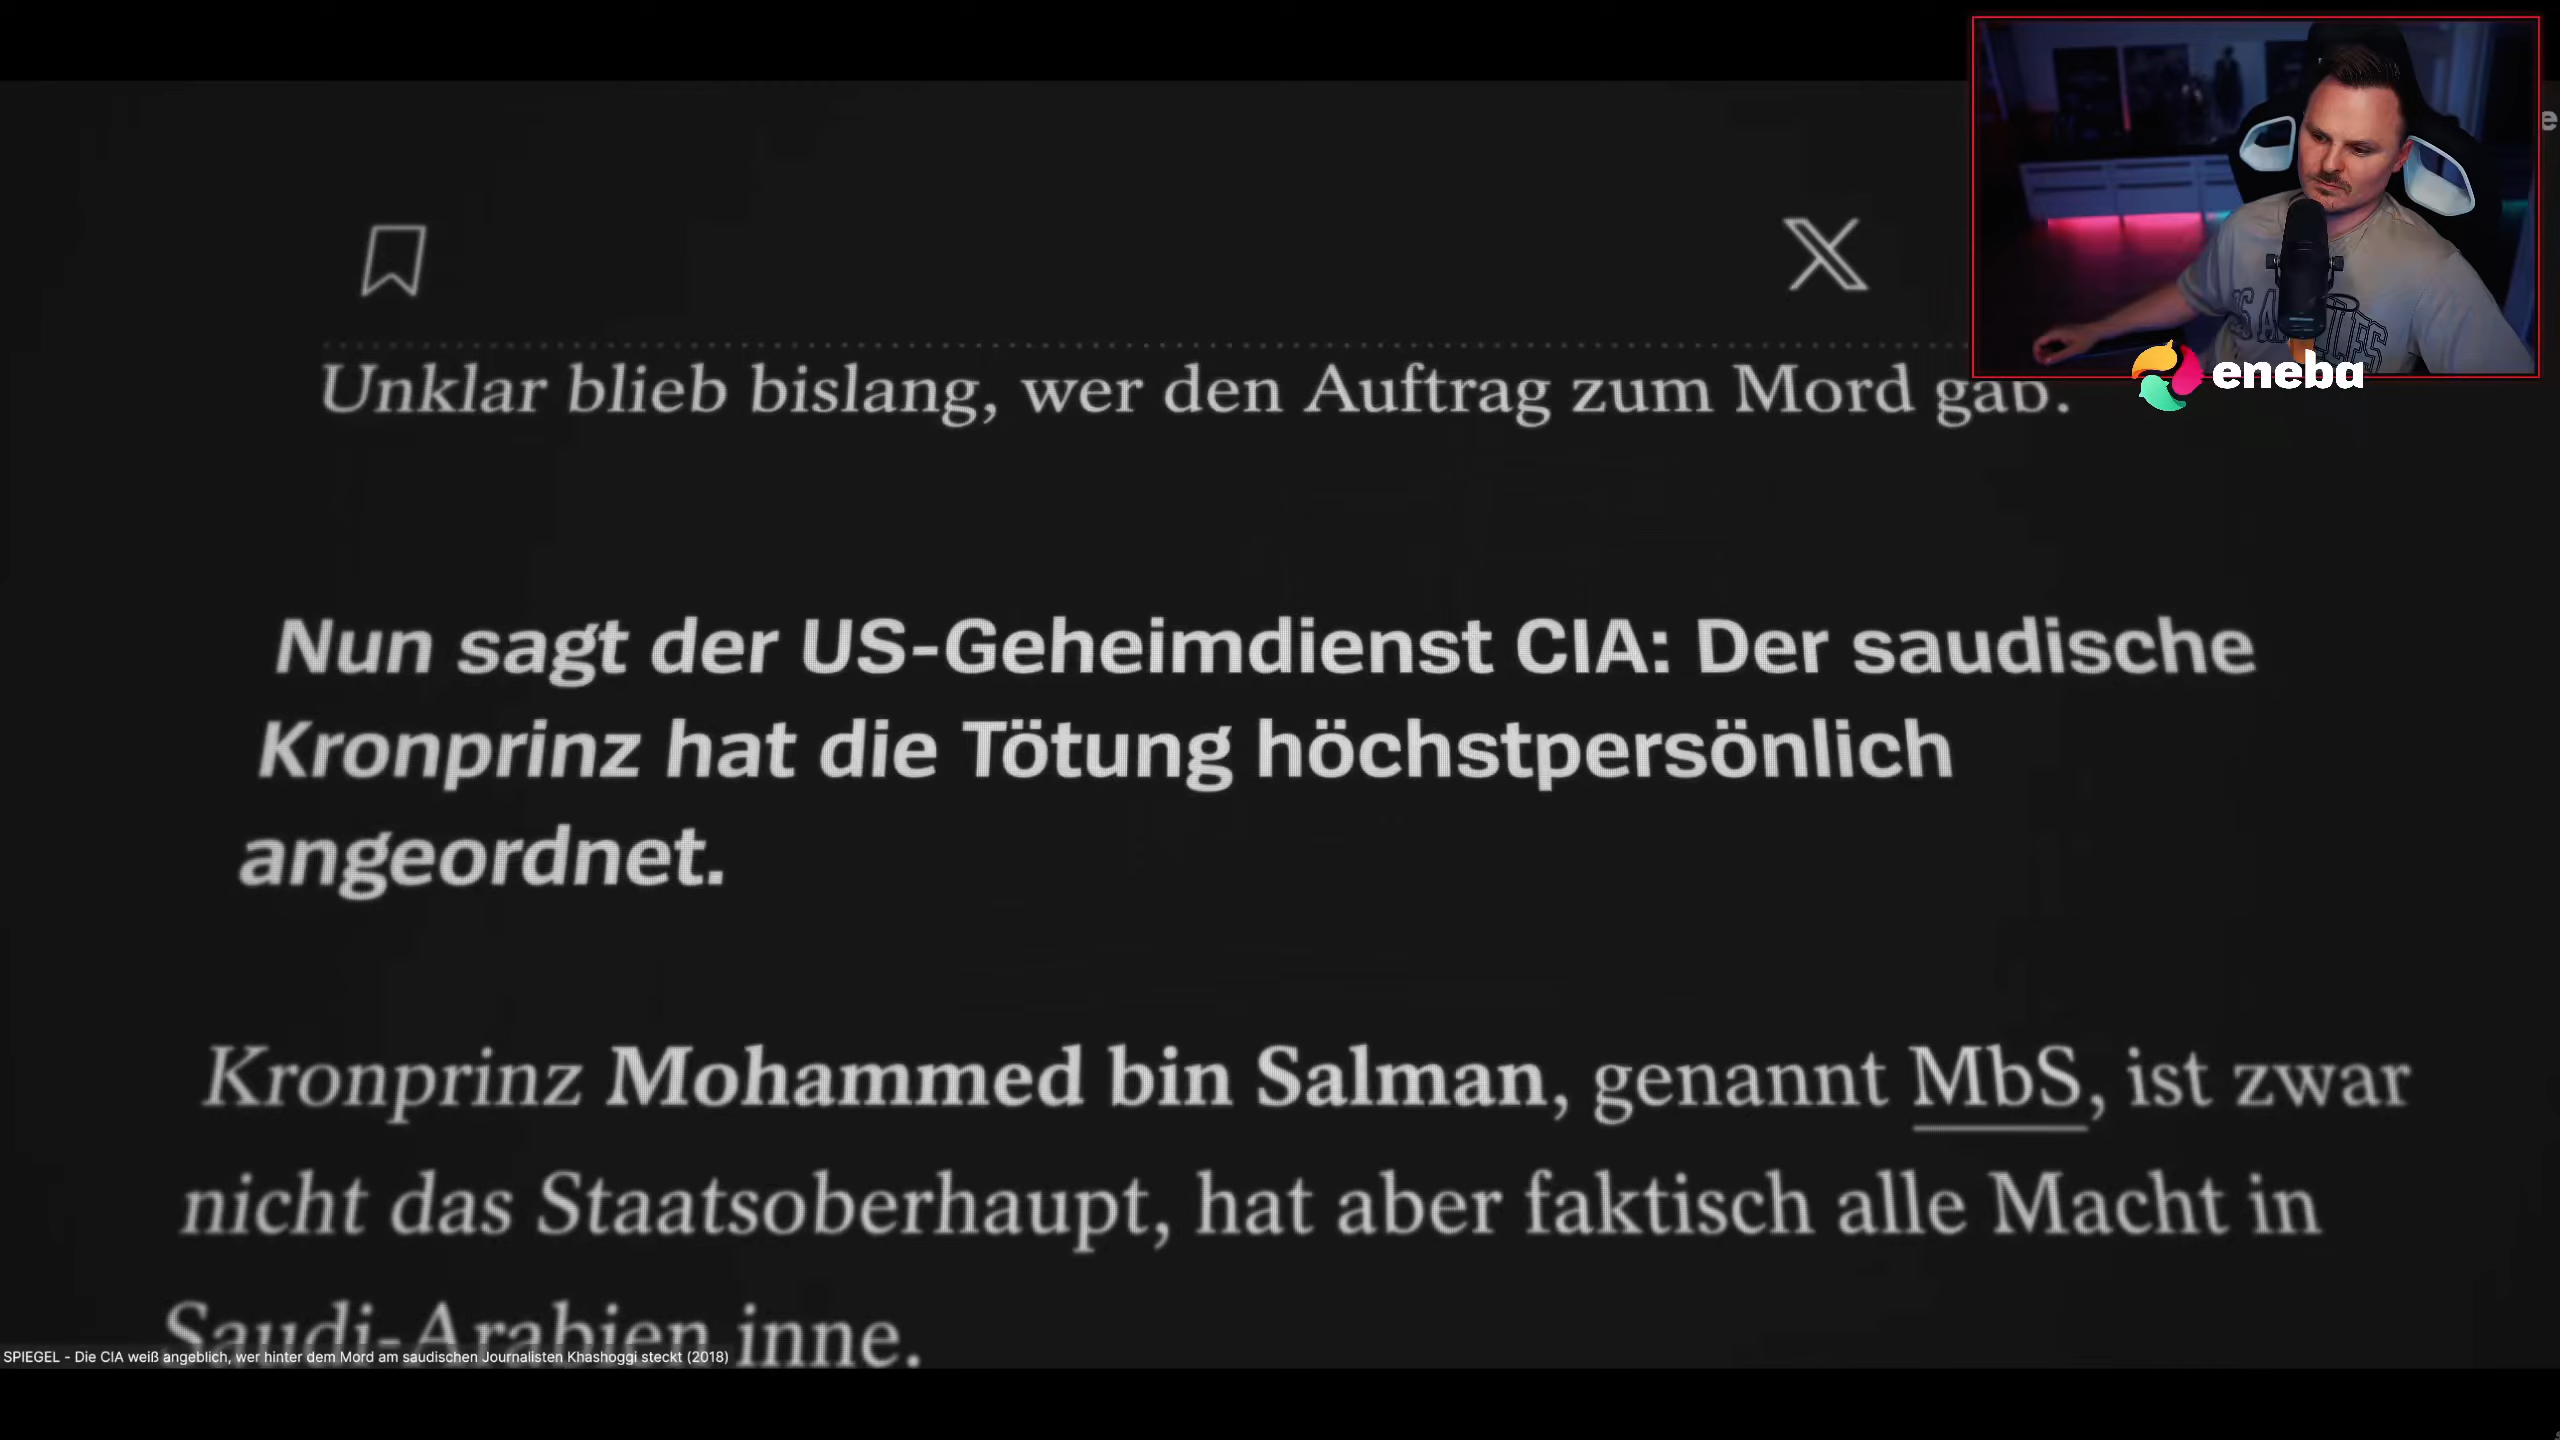 Unklar blieb bislang, wer den Auftrag zum Mord gab.
Nun sagt der US-Geheimdienst CIA: Der saudische
Kronprinz hat die Tötung höchstpersönlich
angeordnet.
Kronprinz Mohammed bin Salman, genannt MbS, ist zwar
nicht das Staatsoberhaupt, hat aber faktisch alle Macht in
Saudi-Arabien inne.
SPIEGEL - Die CIA weiß angeblich, wer hinter dem Mord am saudischen Journalisten Khashoggi steckt (2018)
eneba